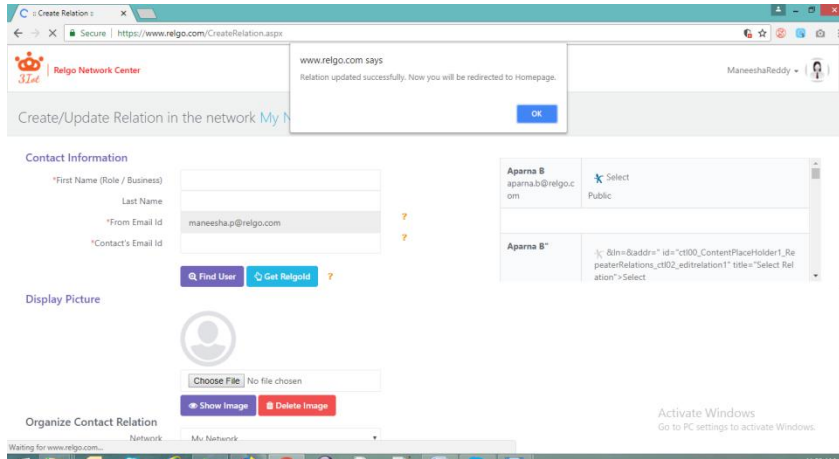 :: Create Relation ::
Secure | https://www.relgo.com/CreateRelation.aspx
3Int Relgo Network Center
ManeeshaReddy
www.relgo.com says
Relation updated successfully. Now you will be redirected to Homepage.
OK
Create/Update Relation in the network My N
Contact Information
*First Name (Role / Business)
Last Name
*From Email Id maneesha.p@relgo.com ?
*Contact's Email Id ?
Find User Get RelgoId ?
Aparna B
aparna.b@relgo.c
om
Select
Public
Aparna B"
&ln=&addr=" id="ctl00_ContentPlaceHolder1_Re
peaterRelations_ctl02_editrelation1" title="Select Rel
ation">Select
Display Picture
Choose File No file chosen
Show Image Delete Image
Organize Contact Relation
Network My Network
Activate Windows
Go to PC settings to activate Windows.
Waiting for www.relgo.com...